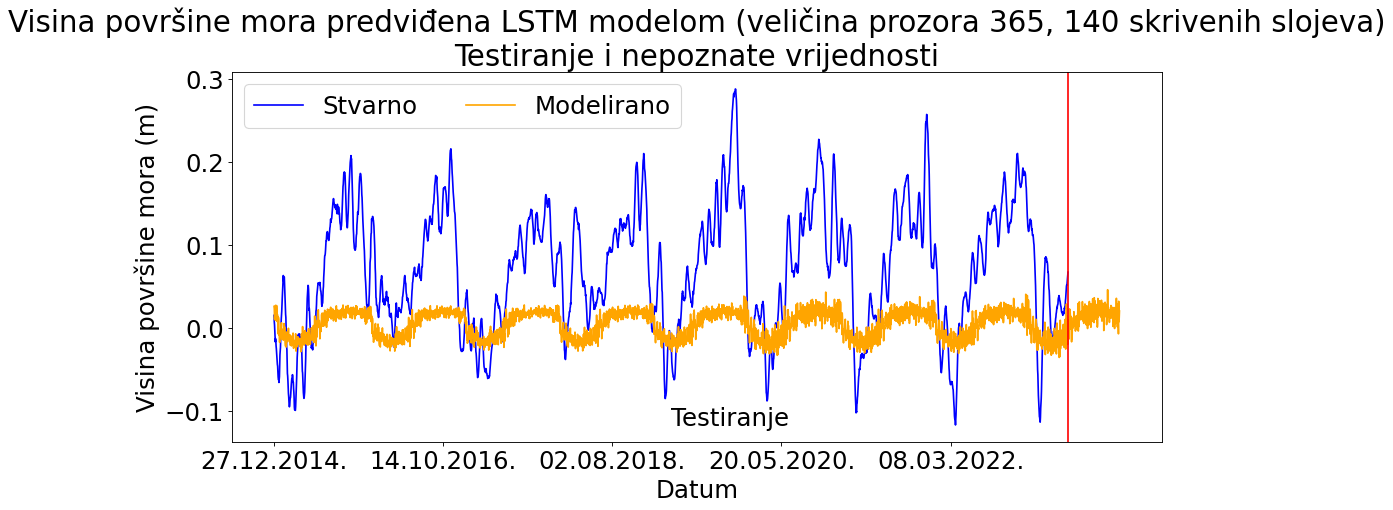 Visina površine mora predviđena LSTM modelom (veličina prozora 365, 140 skrivenih slojeva)
Testiranje i nepoznate vrijednosti
Stvarno
Modelirano
Visina površine mora (m)
0.3
0.2
0.1
0.0
−0.1
Testiranje
27.12.2014.
14.10.2016.
02.08.2018.
20.05.2020.
08.03.2022.
Datum